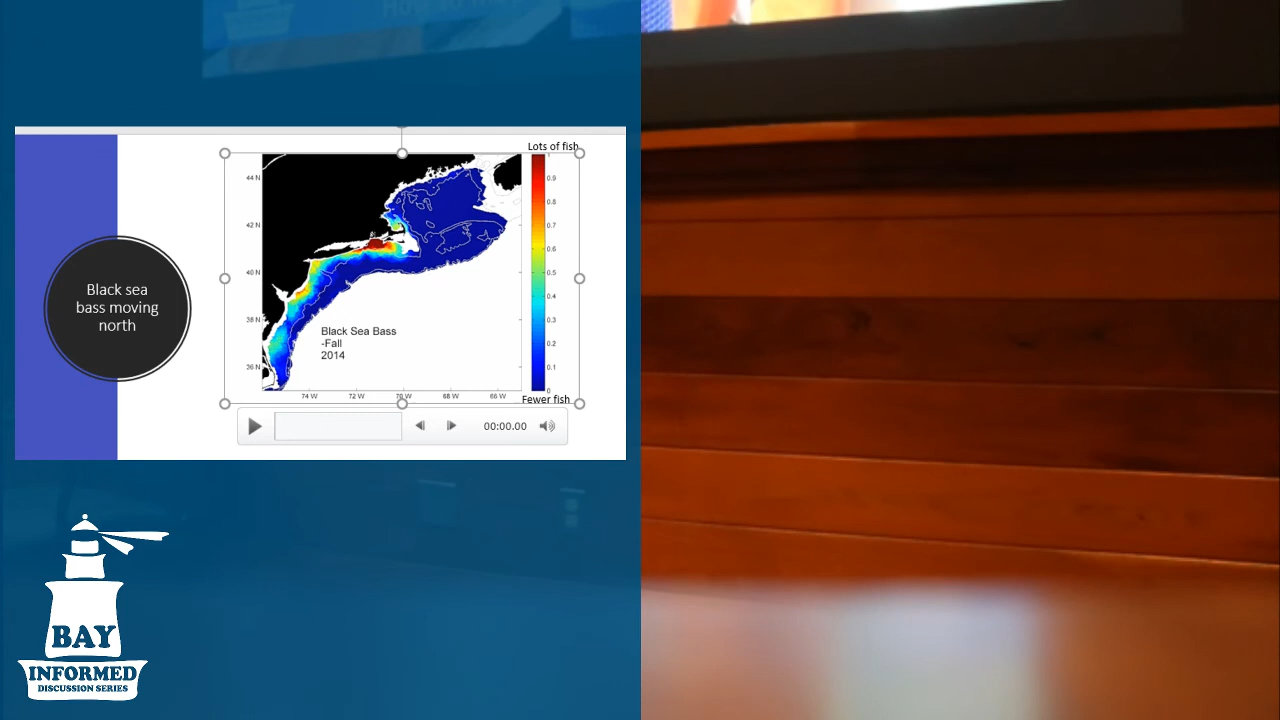 Black sea
bass moving
north
Lots of fish
44 N
42 N
40 N
38 N
36 N
74 W
72 W
70 W
68 W
66 W
1
0.9
0.8
0.7
0.6
0.5
0.4
0.3
0.2
0.1
0
Black Sea Bass
-Fall
2014
Fewer fish
00:00.00
BAY
INFORMED
DISCUSSION SERIES